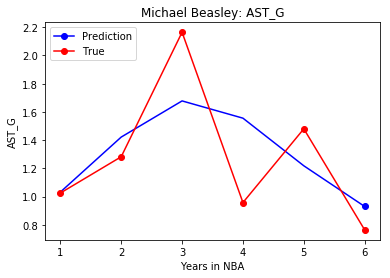 Michael Beasley: AST_G
Prediction
True
2.2
2.0
1.8
1.6
1.4
1.2
1.0
0.8
AST_G
1 2 3 4 5 6
Years in NBA